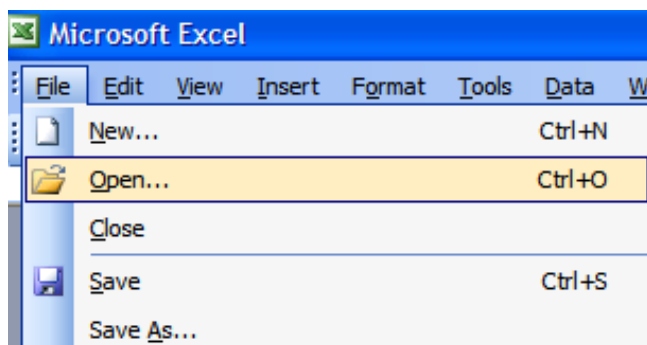 Microsoft Excel
File Edit View Insert Format Tools Data W
New... Ctrl+N
Open... Ctrl+O
Close
Save Ctrl+S
Save As...